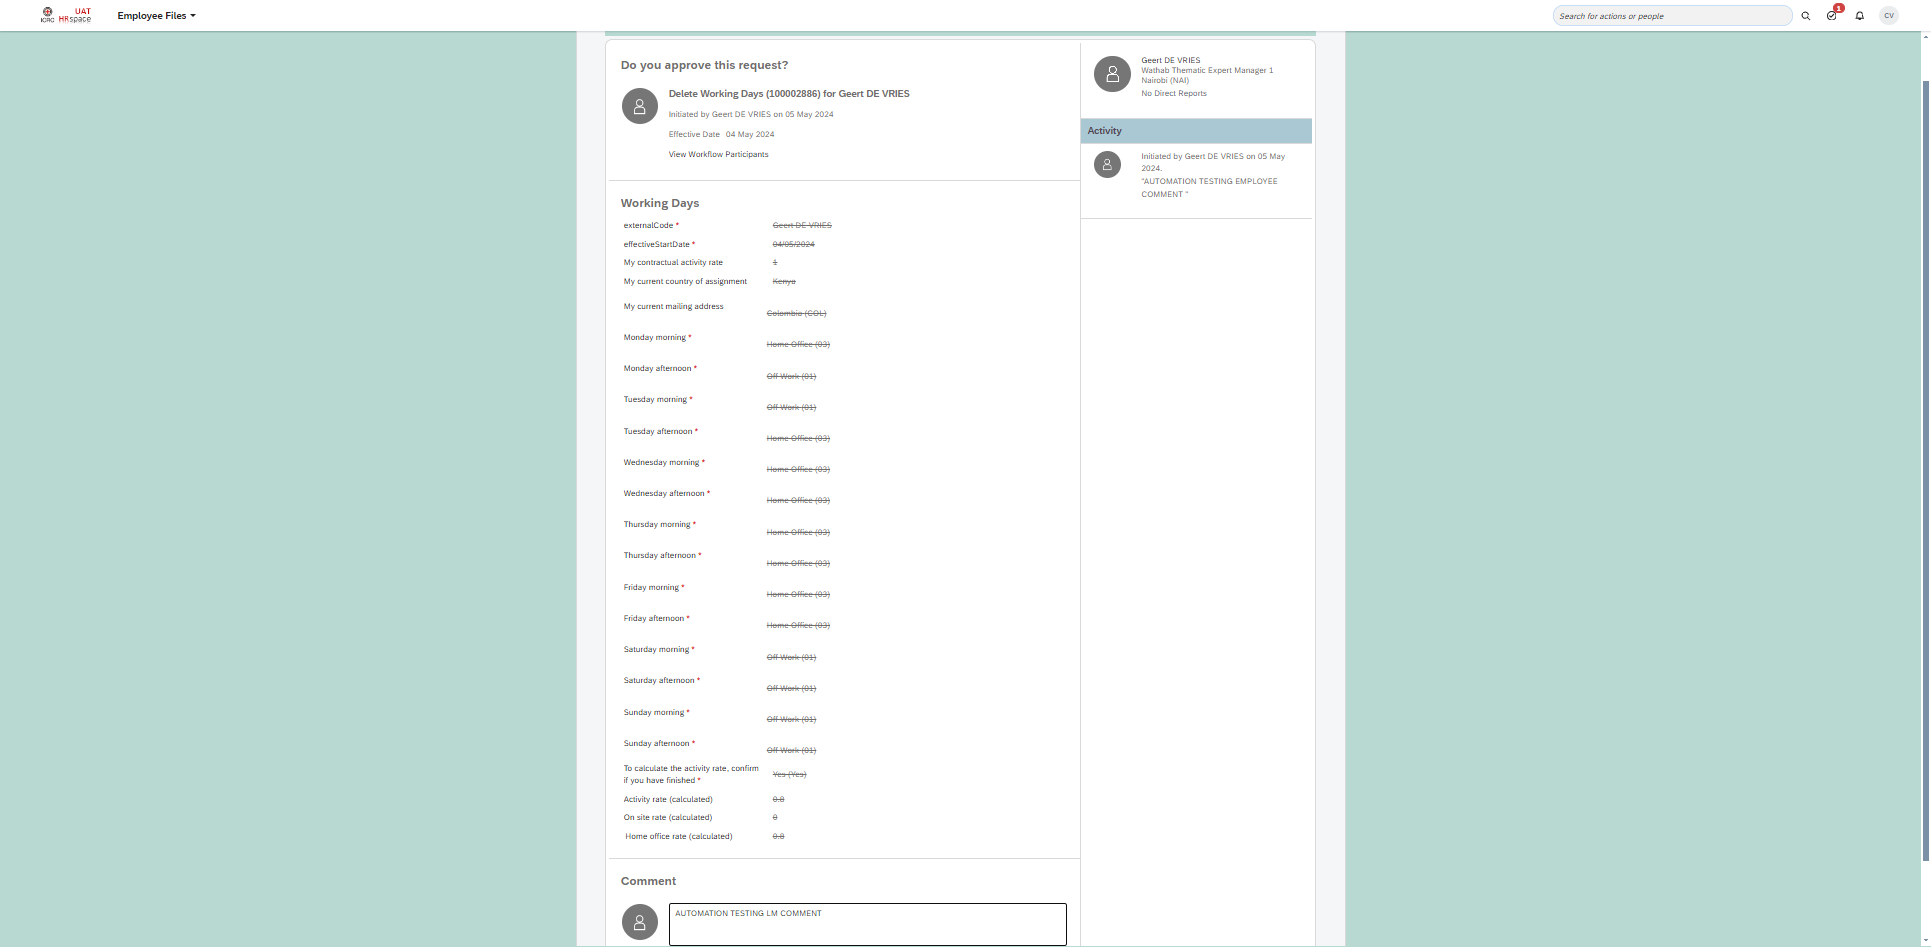 ICRC
UAT
HRspace
Employee Files
Search for actions or people
1
CV
Do you approve this request?
Delete Working Days (100002886) for Geert DE VRIES
Initiated by Geert DE VRIES on 05 May 2024
Effective Date 04 May 2024
View Workflow Participants
Geert DE VRIES
Wathab Thematic Expert Manager 1
Nairobi (NAI)
No Direct Reports
Activity
Initiated by Geert DE VRIES on 05 May
2024.
"AUTOMATION TESTING EMPLOYEE
COMMENT "
Working Days
externalCode * Geert DE VRIES
effectiveStartDate * 04/05/2024
My contractual activity rate 1
My current country of assignment Kenya
My current mailing address Colombia (COL)
Monday morning * Home Office (03)
Monday afternoon * Off Work (01)
Tuesday morning * Off Work (01)
Tuesday afternoon * Home Office (03)
Wednesday morning * Home Office (03)
Wednesday afternoon * Home Office (03)
Thursday morning * Home Office (03)
Thursday afternoon * Home Office (03)
Friday morning * Home Office (03)
Friday afternoon * Home Office (03)
Saturday morning * Off Work (01)
Saturday afternoon * Off Work (01)
Sunday morning * Off Work (01)
Sunday afternoon * Off Work (01)
To calculate the activity rate, confirm
if you have finished * Yes (Yes)
Activity rate (calculated) 0.8
On site rate (calculated) 0
Home office rate (calculated) 0.8
Comment
AUTOMATION TESTING LM COMMENT